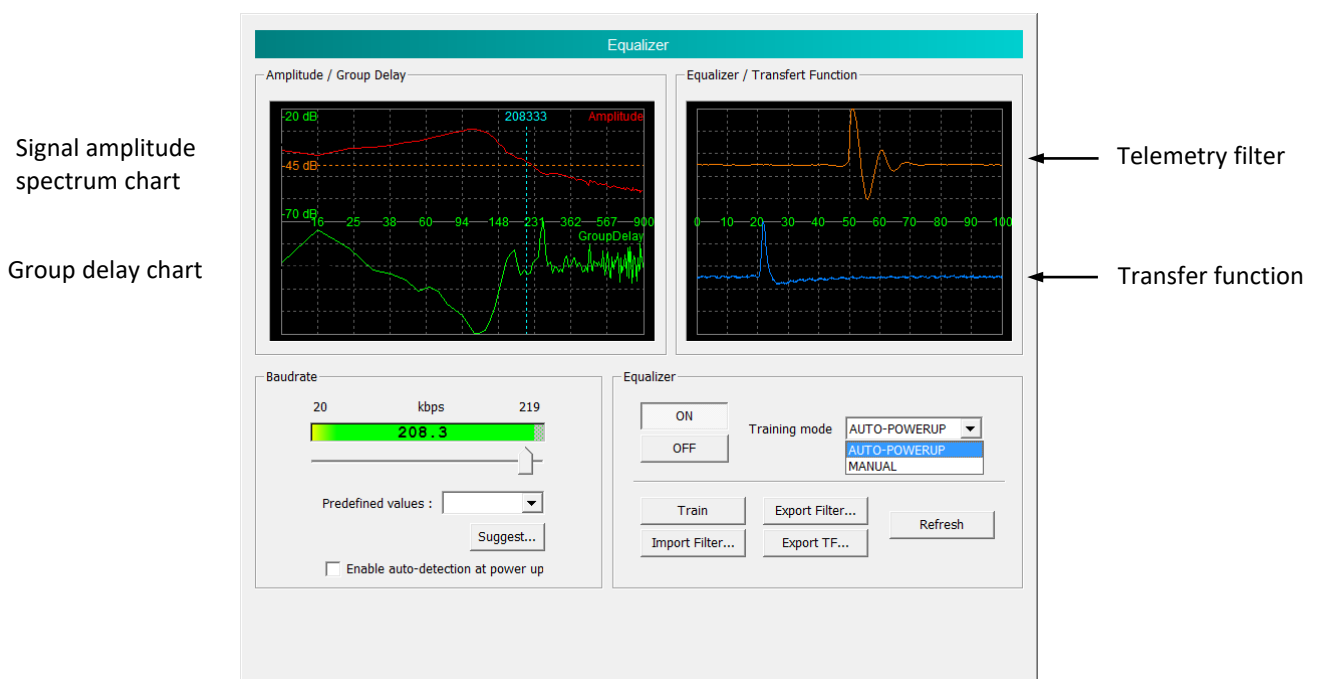 Equalizer
Amplitude / Group Delay
Equalizer / Transfert Function
-20 dB
208333
Amplitude
-45 dB
-70 dB
16 25 38 60 94 148 231 362 567 900
GroupDelay
0 10 20 30 40 50 60 70 80 90 100
Signal amplitude
spectrum chart
Group delay chart
Telemetry filter
Transfer function
Baudrate
20 kbps 219
208.3
Predefined values :
Suggest...
Enable auto-detection at power up
Equalizer
ON
OFF
Training mode AUTO-POWERUP
AUTO-POWERUP
MANUAL
Train Export Filter...
Refresh
Import Filter... Export TF...